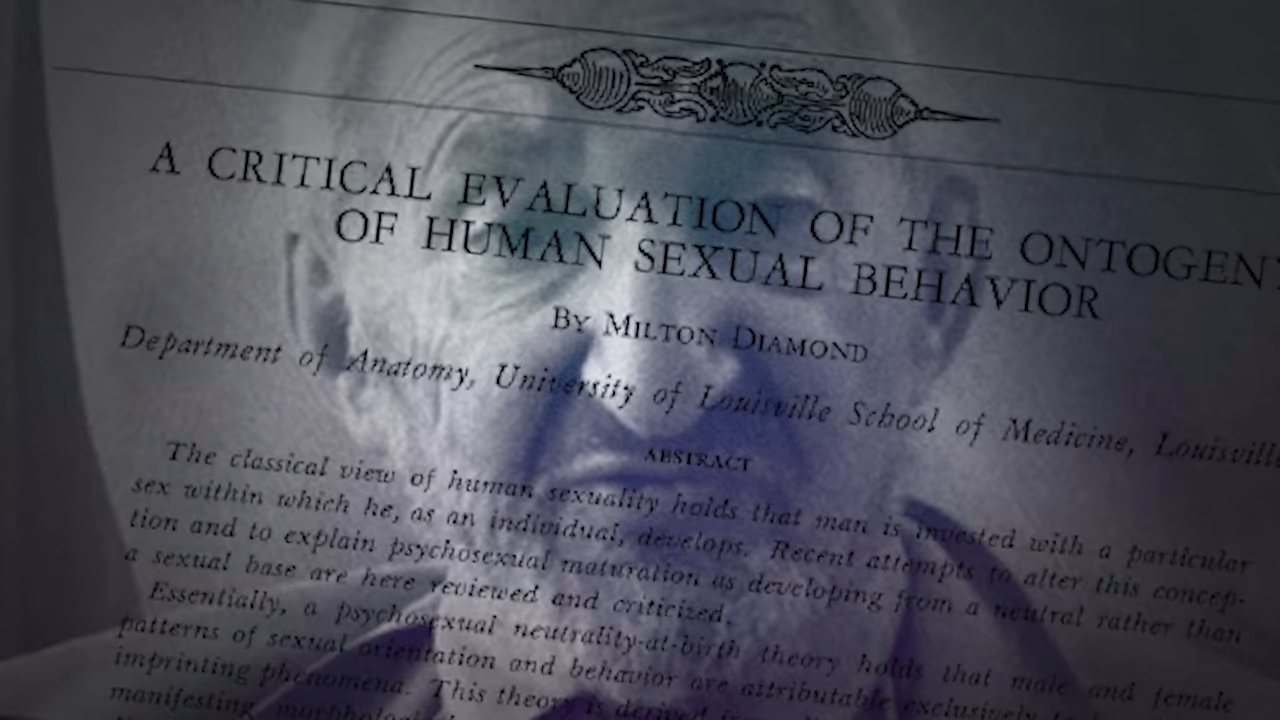 A CRITICAL EVALUATION OF THE ONTOGEN
OF HUMAN SEXUAL BEHAVIOR
BY MILTON DIAMOND
Department of Anatomy, University of Louisville School of Medicine, Louisville
ABSTRACT
The classical view of human sexuality holds that man is invested with a particular
sex within which he, as an individual, develops. Recent attempts to alter this concep-
tion and to explain psychosexual maturation as developing from a neutral rather than
a sexual base are here reviewed and criticized.
Essentially, a psychosexual neutrality-at-birth theory holds that male and female
patterns of sexual orientation and behavior are attributable exclusively
imprinting phenomena. This theory is derived
manifesting